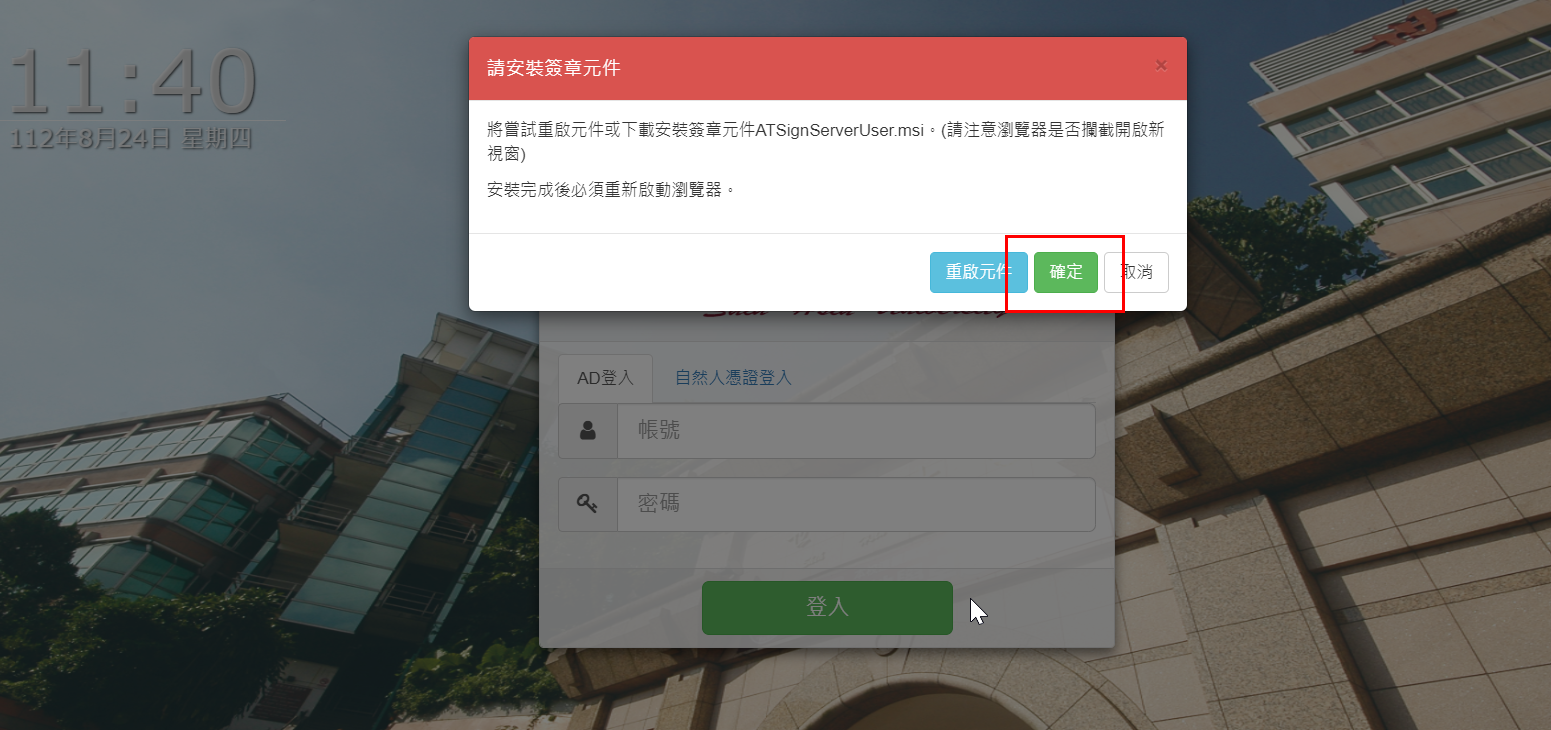 11:40
112年8月24日 星期四
請安裝簽章元件
×
將嘗試重啟元件或下載安裝簽章元件ATSignServerUser.msi。(請注意瀏覽器是否攔截開啟新
視窗)
安裝完成後必須重新啟動瀏覽器。
重啟元件 確定 取消
University
AD登入 自然人憑證登入
帳號
密碼
登入